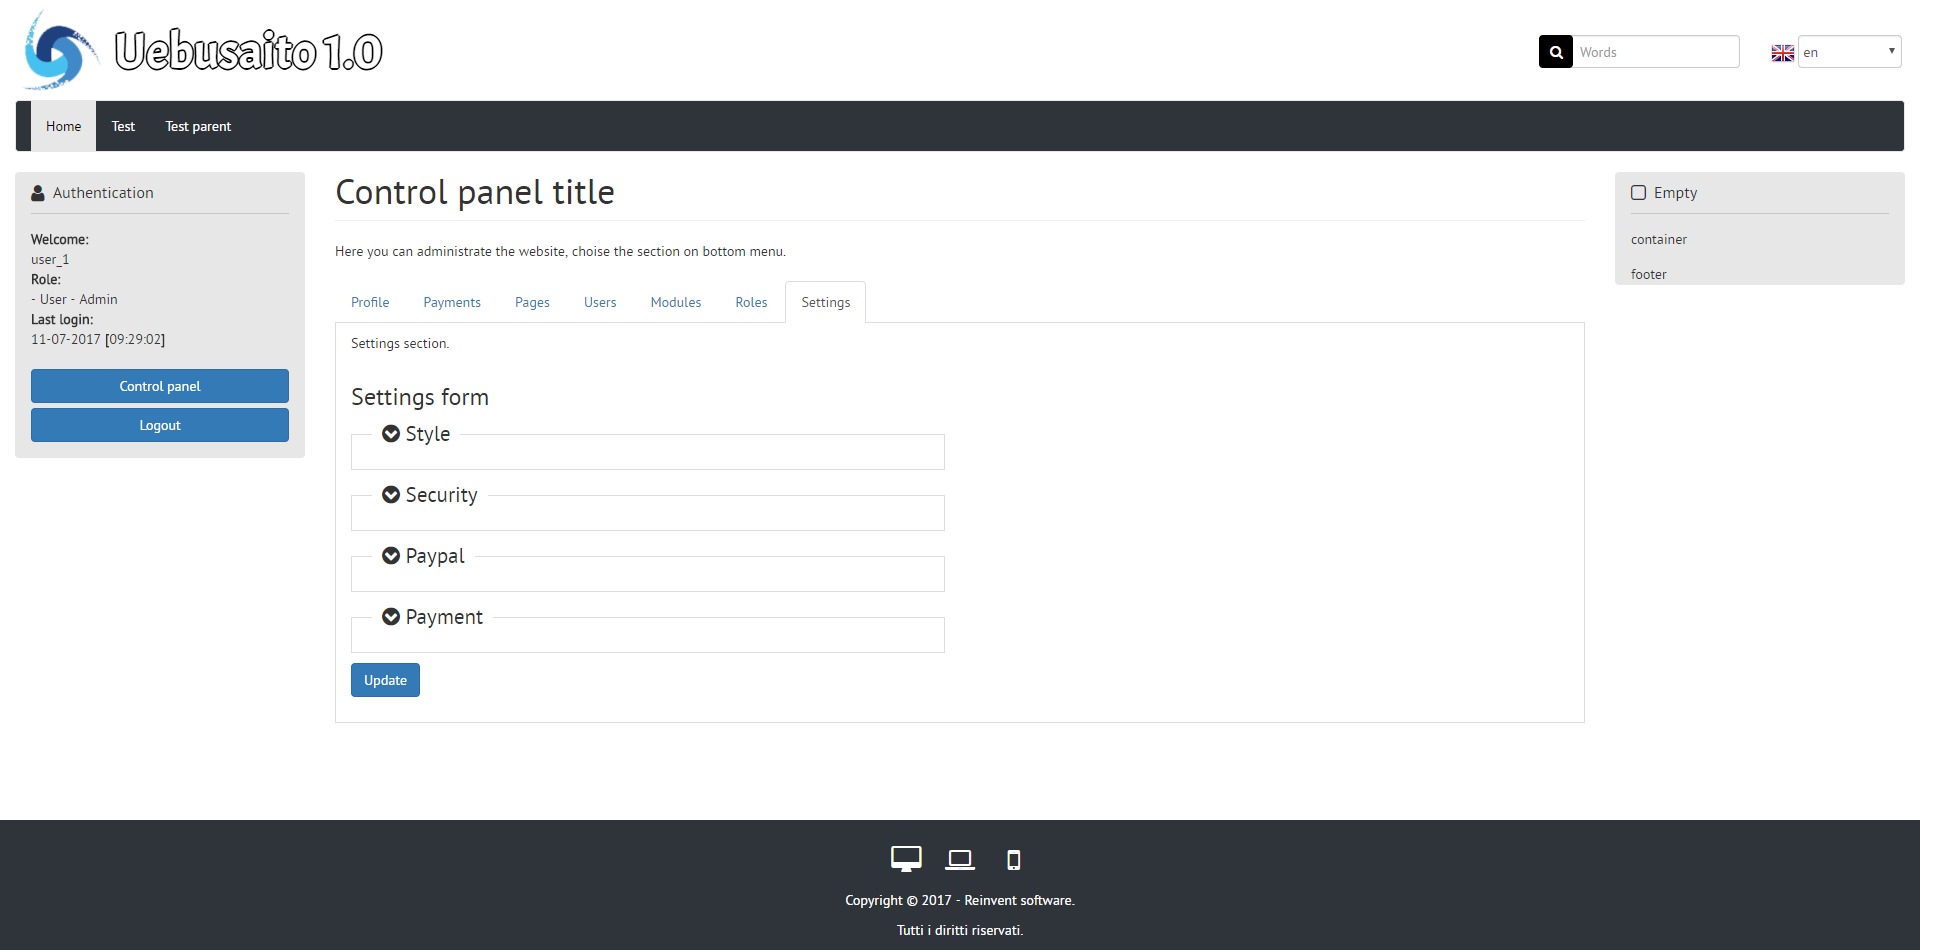 Uebusaito 1.0
Words
en
Home
Test
Test parent
Authentication
Welcome:
user_1
Role:
- User - Admin
Last login:
11-07-2017 [09:29:02]
Control panel
Logout
Control panel title
Here you can administrate the website, choise the section on bottom menu.
Profile
Payments
Pages
Users
Modules
Roles
Settings
Settings section.
Settings form
Style
Security
Paypal
Payment
Update
Empty
container
footer
Copyright © 2017 - Reinvent software.
Tutti i diritti riservati.